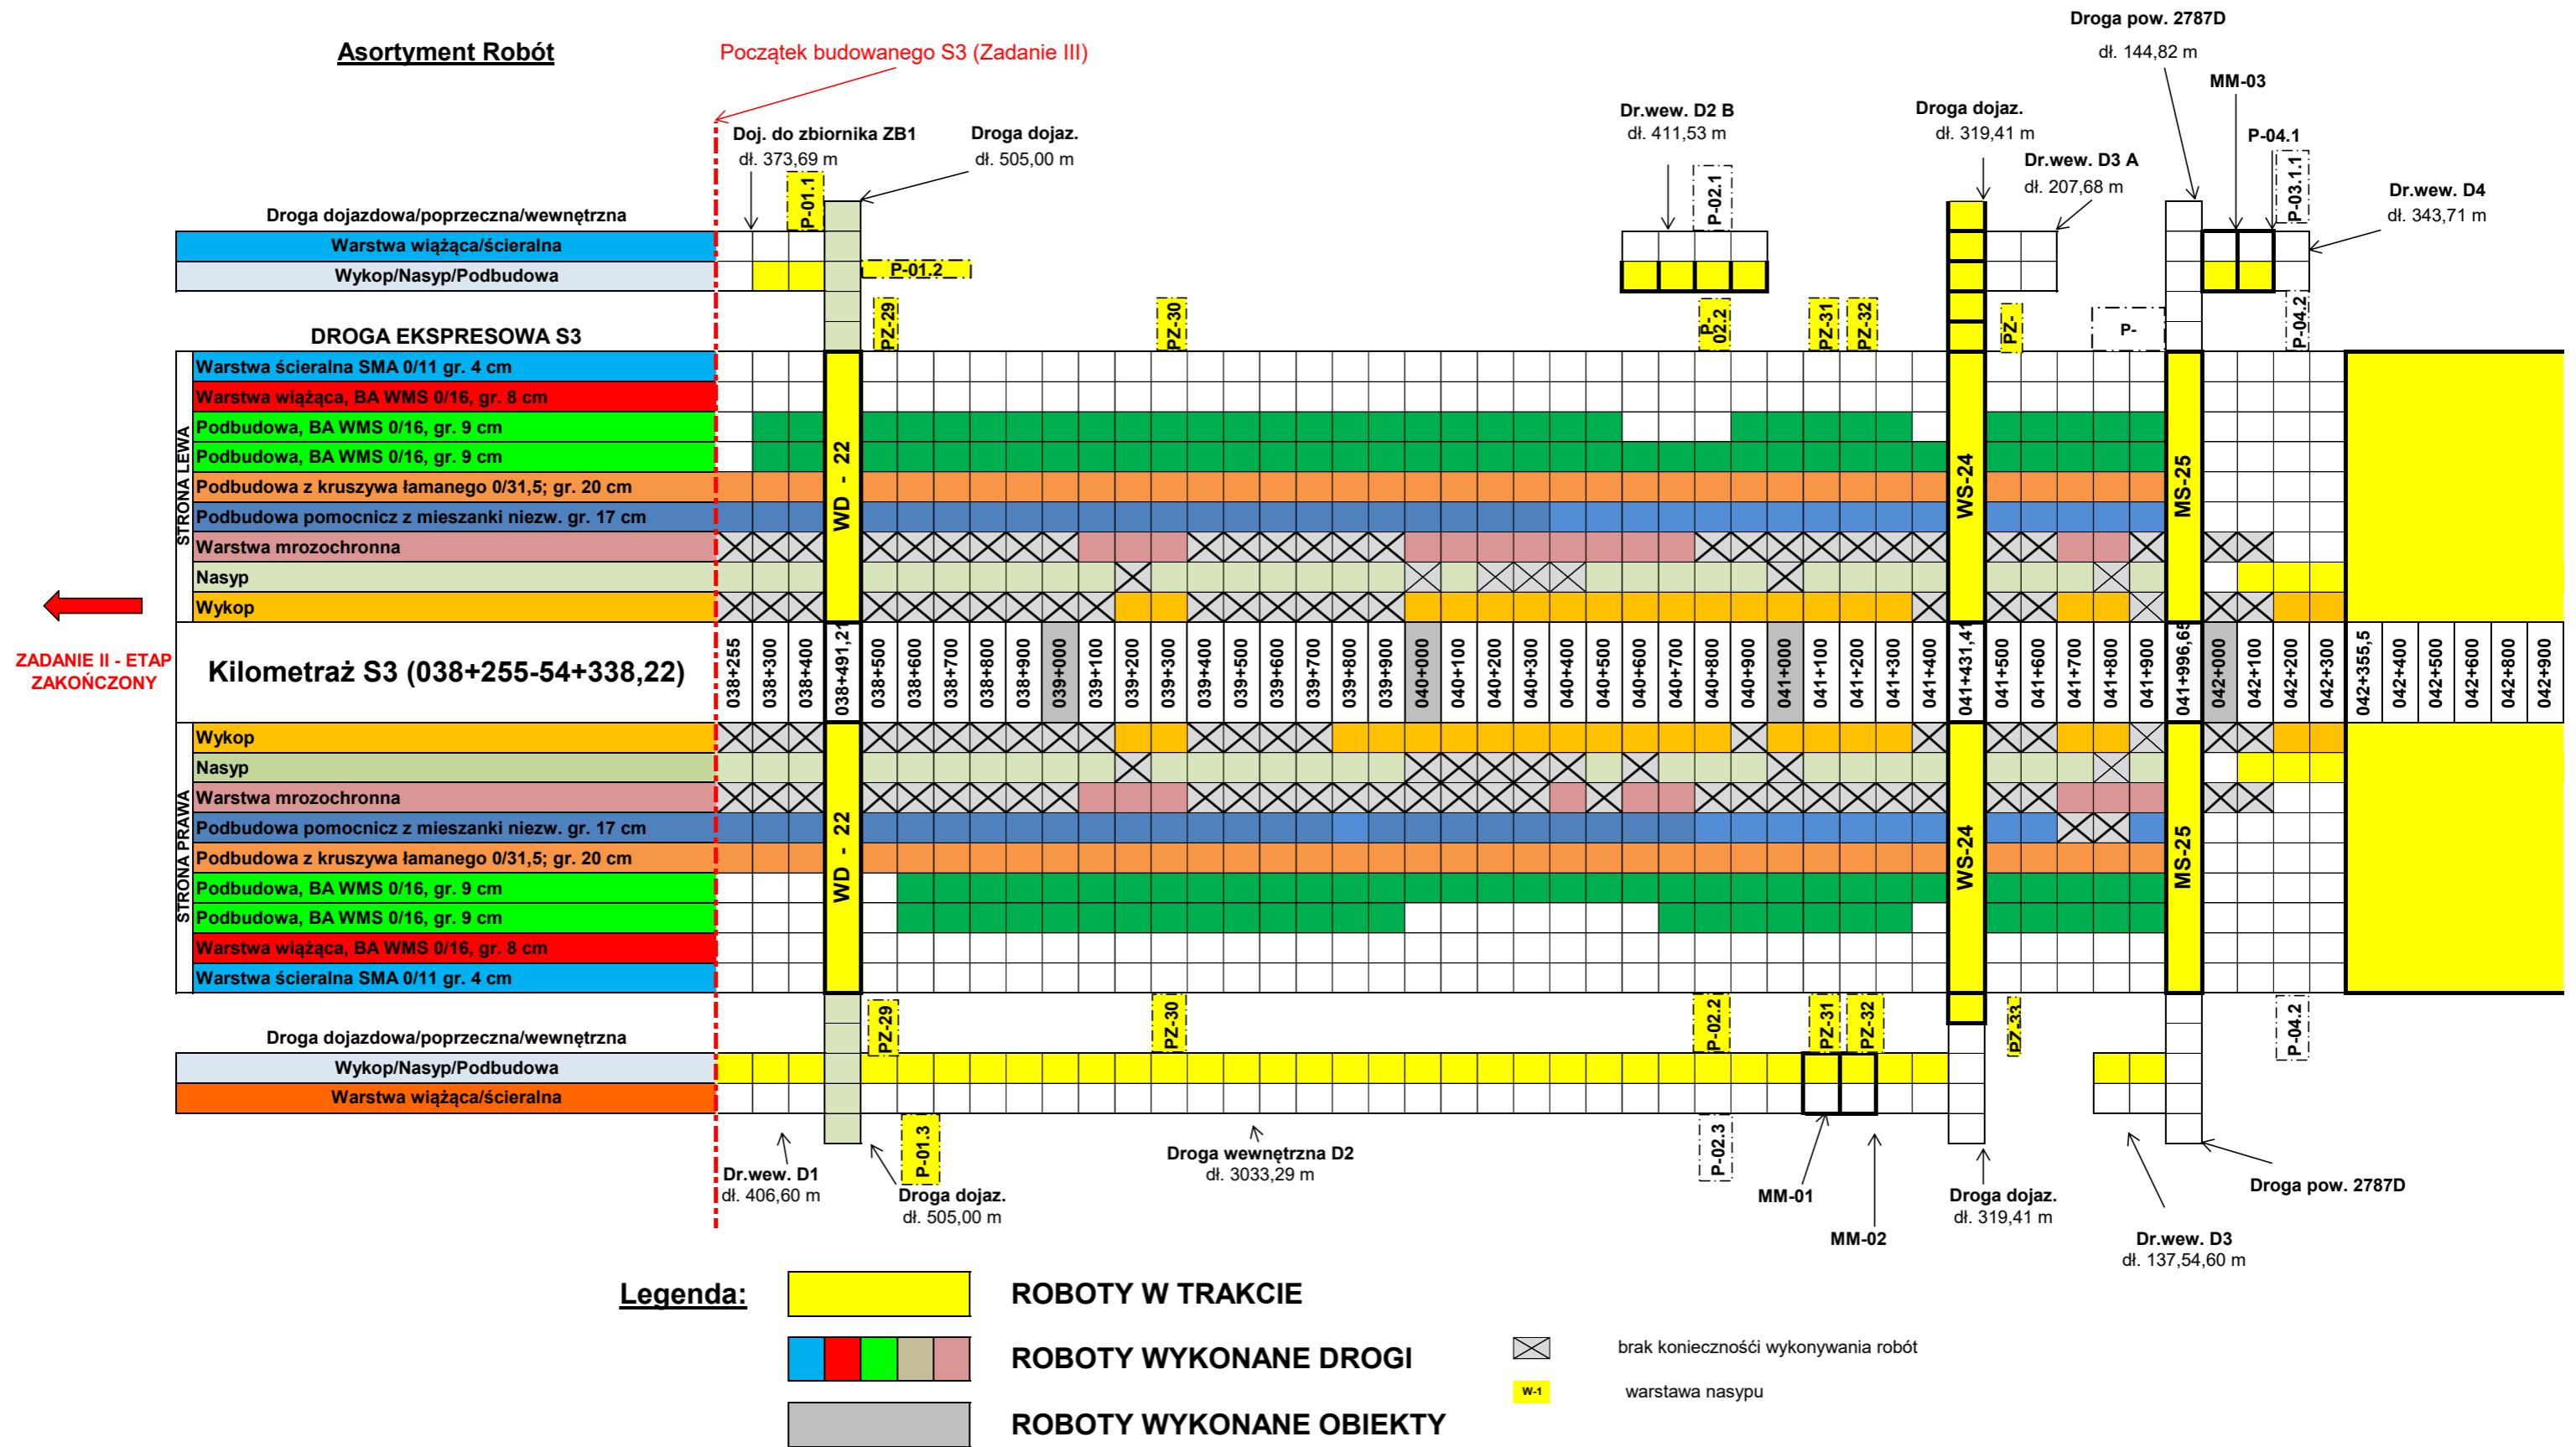 Droga pow. 2787D
dł. 144,82 m
Asortyment Robót
Początek budowanego S3 (Zadanie III)
MM-03
Dr.wew. D2 B
dł. 411,53 m
Droga dojaz.
dł. 319,41 m
Doj. do zbiornika ZB1
dł. 373,69 m
Droga dojaz.
dł. 505,00 m
P-04.1
Dr.wew. D3 A
dł. 207,68 m
P-01.1
P-02.1
P-03.1.1
Dr.wew. D4
dł. 343,71 m
Droga dojazdowa/poprzeczna/wewnętrzna
Warstwa wiążąca/ścieralna
Wykop/Nasyp/Podbudowa
P-01.2
PZ-29
PZ-30
P-02.2
PZ-31
PZ-32
PZ-
P-
P-04.2
DROGA EKSPRESOWA S3
STRONA LEWA
Warstwa ścieralna SMA 0/11 gr. 4 cm
Warstwa wiążąca, BA WMS 0/16, gr. 8 cm
Podbudowa, BA WMS 0/16, gr. 9 cm
Podbudowa, BA WMS 0/16, gr. 9 cm
Podbudowa z kruszywa łamanego 0/31,5; gr. 20 cm
Podbudowa pomocnicz z mieszanki niezw. gr. 17 cm
Warstwa mrozochronna
Nasyp
Wykop
WD - 22
WS-24
MS-25
ZADANIE II - ETAP
ZAKOŃCZONY
Kilometraż S3 (038+255-54+338,22)
038+255
038+300
038+400
038+491,21
038+500
038+600
038+700
038+800
038+900
039+000
039+100
039+200
039+300
039+400
039+500
039+600
039+700
039+800
039+900
040+000
040+100
040+200
040+300
040+400
040+500
040+600
040+700
040+800
040+900
041+000
041+100
041+200
041+300
041+400
041+431,41
041+500
041+600
041+700
041+800
041+900
041+996,65
042+000
042+100
042+200
042+300
042+355,5
042+400
042+500
042+600
042+800
042+900
STRONA PRAWA
Wykop
Nasyp
Warstwa mrozochronna
Podbudowa pomocnicz z mieszanki niezw. gr. 17 cm
Podbudowa z kruszywa łamanego 0/31,5; gr. 20 cm
Podbudowa, BA WMS 0/16, gr. 9 cm
Podbudowa, BA WMS 0/16, gr. 9 cm
Warstwa wiążąca, BA WMS 0/16, gr. 8 cm
Warstwa ścieralna SMA 0/11 gr. 4 cm
WD - 22
WS-24
MS-25
PZ-29
PZ-30
P-02.2
PZ-31
PZ-32
PZ-33
P-04.2
Droga dojazdowa/poprzeczna/wewnętrzna
Wykop/Nasyp/Podbudowa
Warstwa wiążąca/ścieralna
P-01.3
P-02.3
Dr.wew. D1
dł. 406,60 m
Droga dojaz.
dł. 505,00 m
Droga wewnętrzna D2
dł. 3033,29 m
MM-01
MM-02
Droga dojaz.
dł. 319,41 m
Droga pow. 2787D
Dr.wew. D3
dł. 137,54,60 m
Legenda:
ROBOTY W TRAKCIE
ROBOTY WYKONANE DROGI
brak koniecznośći wykonywania robót
W-1
warstawa nasypu
ROBOTY WYKONANE OBIEKTY